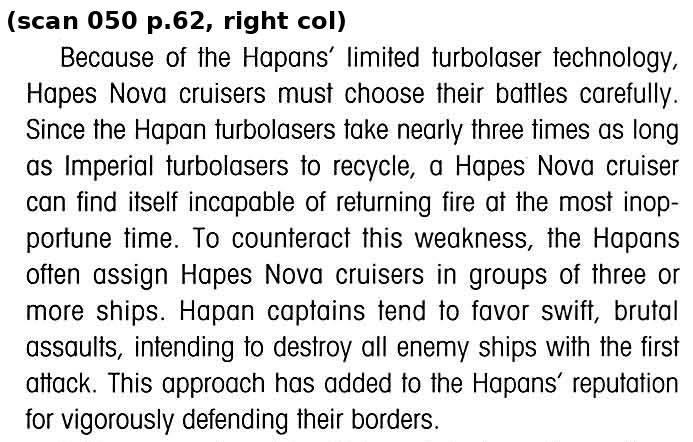 (scan 050 p.62, right col)
Because of the Hapans' limited turbolaser technology,
Hapes Nova cruisers must choose their battles carefully.
Since the Hapan turbolasers take nearly three times as long
as Imperial turbolasers to recycle, a Hapes Nova cruiser
can find itself incapable of returning fire at the most inop-
portune time. To counteract this weakness, the Hapans
often assign Hapes Nova cruisers in groups of three or
more ships. Hapan captains tend to favor swift, brutal
assaults, intending to destroy all enemy ships with the first
attack. This approach has added to the Hapans' reputation
for vigorously defending their borders.